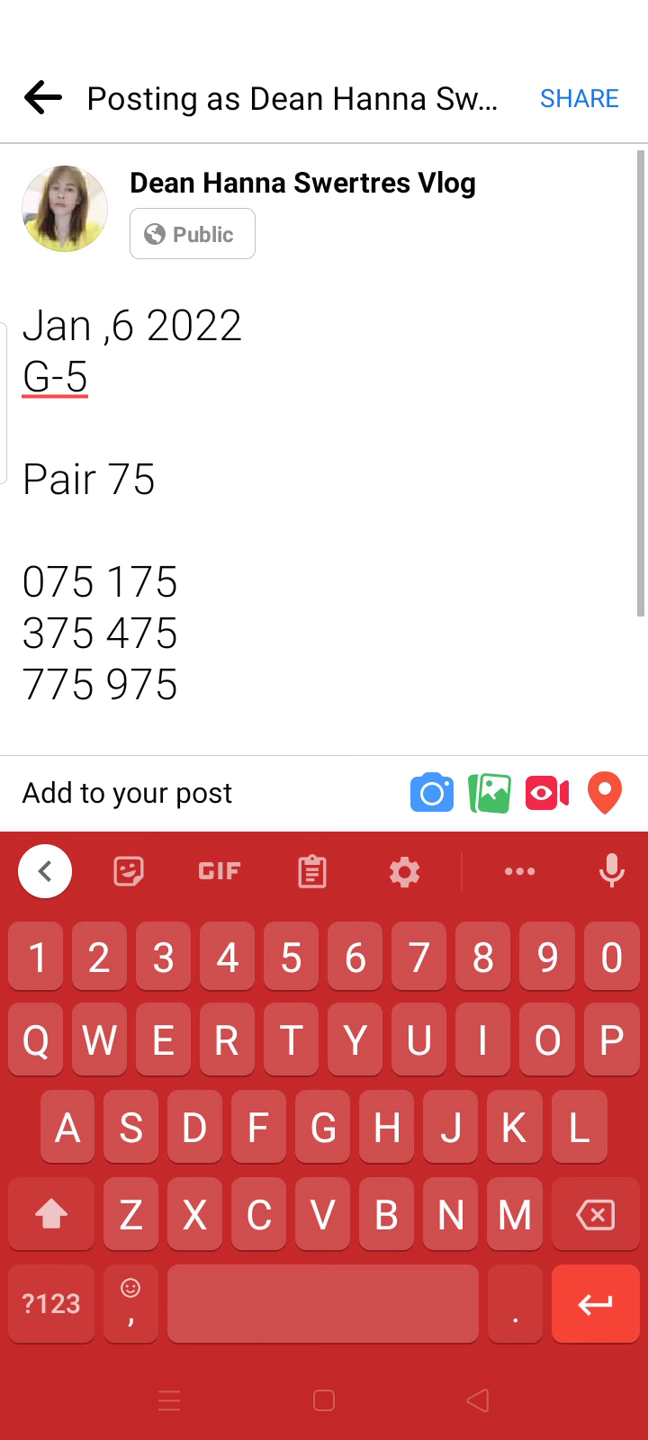 Posting as Dean Hanna Sw...
SHARE
Dean Hanna Swertres Vlog
Public
Jan ,6 2022
G-5
Pair 75
075 175
375 475
775 975
Add to your post
GIF
1 2 3 4 5 6 7 8 9 0
Q W E R T Y U I O P
A S D F G H J K L
Z X C V B N M
?123 , .